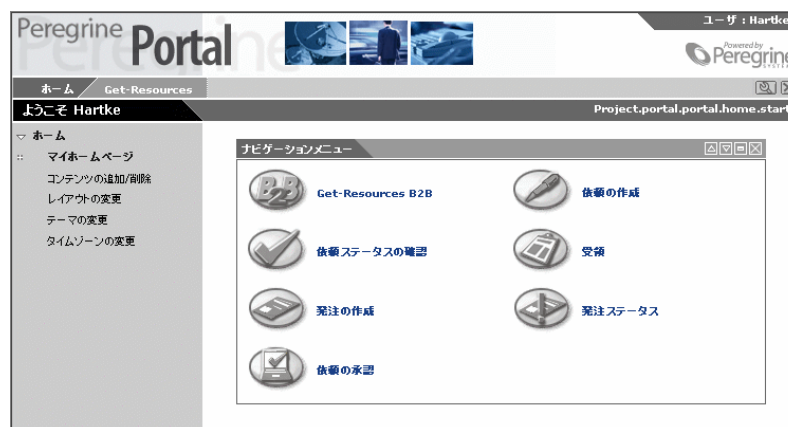 Peregrine Portal
ユーザ : Hartke
Powered by
Peregrine
ホーム
Get-Resources
ようこそ Hartke
Project.portal.portal.home.start
ホーム
マイホームページ
コンテンツの追加/削除
レイアウトの変更
テーマの変更
タイムゾーンの変更
ナビゲーションメニュー
B2B
Get-Resources B2B
依頼の作成
依頼ステータスの確認
受領
発注の作成
発注ステータス
依頼の承認